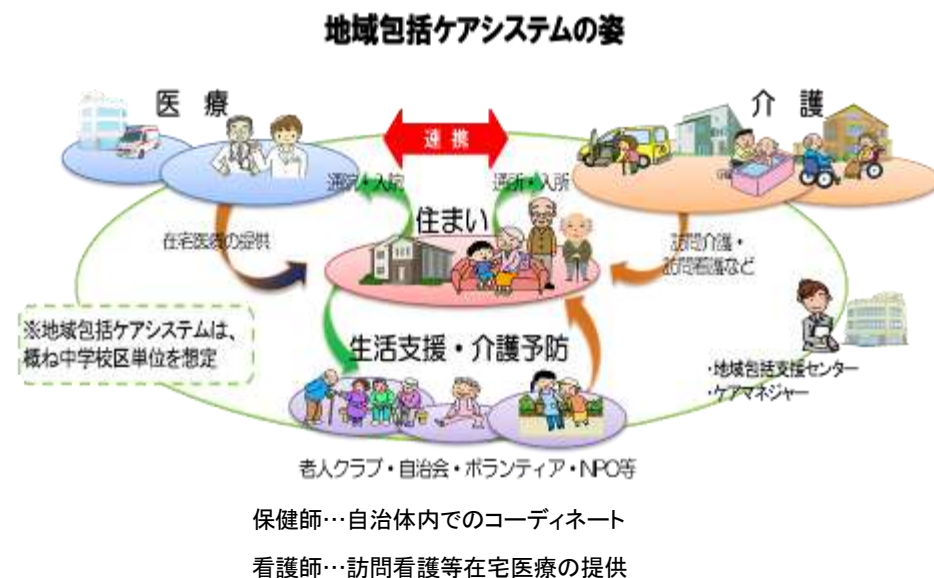 地域包括ケアシステムの姿
医 療
介 護
連 携
通院・入院
通所・入所
住まい
在宅医療の提供
訪問介護・
訪問看護など
※地域包括ケアシステムは、
概ね中学校区単位を想定
生活支援・介護予防
・地域包括支援センター
・ケアマネジャー
老人クラブ・自治会・ボランティア・NPO等
保健師…自治体内でのコーディネート
看護師…訪問看護等在宅医療の提供